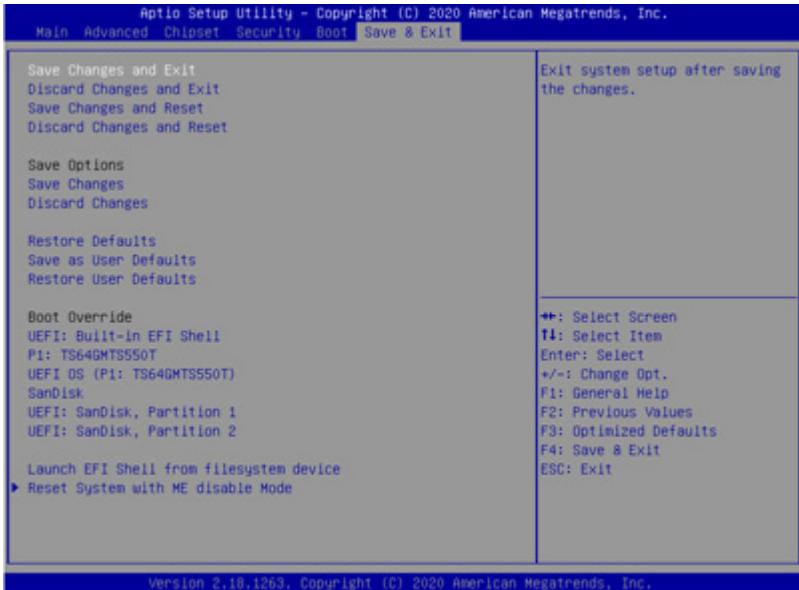 Aptio Setup Utility - Copyright (C) 2020 American Megatrends, Inc.
Main Advanced Chipset Security Boot Save & Exit
Save Changes and Exit
Discard Changes and Exit
Save Changes and Reset
Discard Changes and Reset
Save Options
Save Changes
Discard Changes
Restore Defaults
Save as User Defaults
Restore User Defaults
Boot Override
UEFI: Built-in EFI Shell
P1: TS64GMTS550T
UEFI OS (P1: TS64GMTS550T)
SanDisk
UEFI: SanDisk, Partition 1
UEFI: SanDisk, Partition 2
Launch EFI Shell from filesystem device
Reset System with ME disable Mode
Exit system setup after saving
the changes.
→←: Select Screen
↑↓: Select Item
Enter: Select
+/-: Change Opt.
F1: General Help
F2: Previous Values
F3: Optimized Defaults
F4: Save & Exit
ESC: Exit
Version 2.18.1263. Copyright (C) 2020 American Megatrends, Inc.